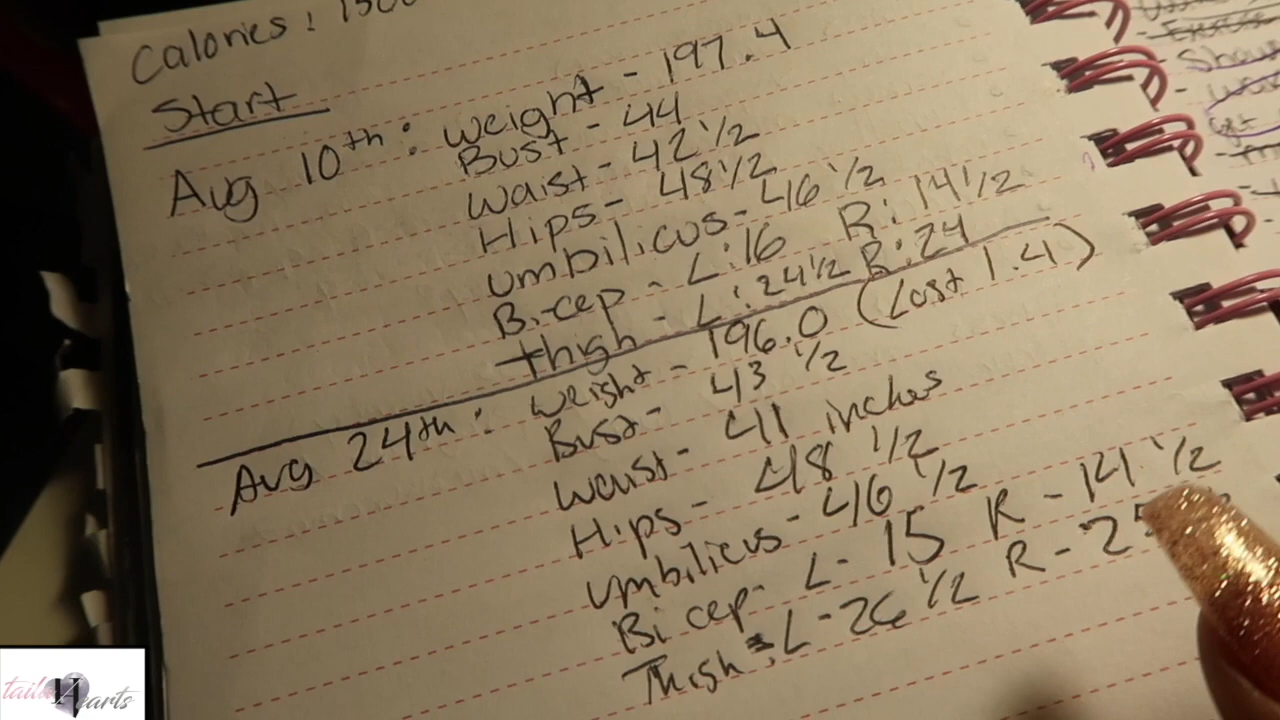 Calories:
Start
Aug 10th: weight - 197.4
Bust - 44
waist - 42 1/2
Hips - 48 1/2
umbilicus - 46 1/2
Bicep - L:16 R:14 1/2
thigh - L:24 1/2 R:24
Aug 24th: weight - 196.0 (Lost 1.4)
Bust - 43 1/2
waist - 41 inches
Hips - 48 1/2
umbilicus - 46 1/2
Bicep - L-15 R-14 1/2
Thigh: L-26 1/2 R-25